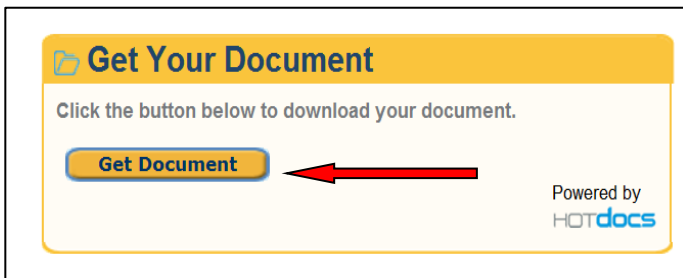 Get Your Document
Click the button below to download your document.
Get Document
Powered by
HOTdocs